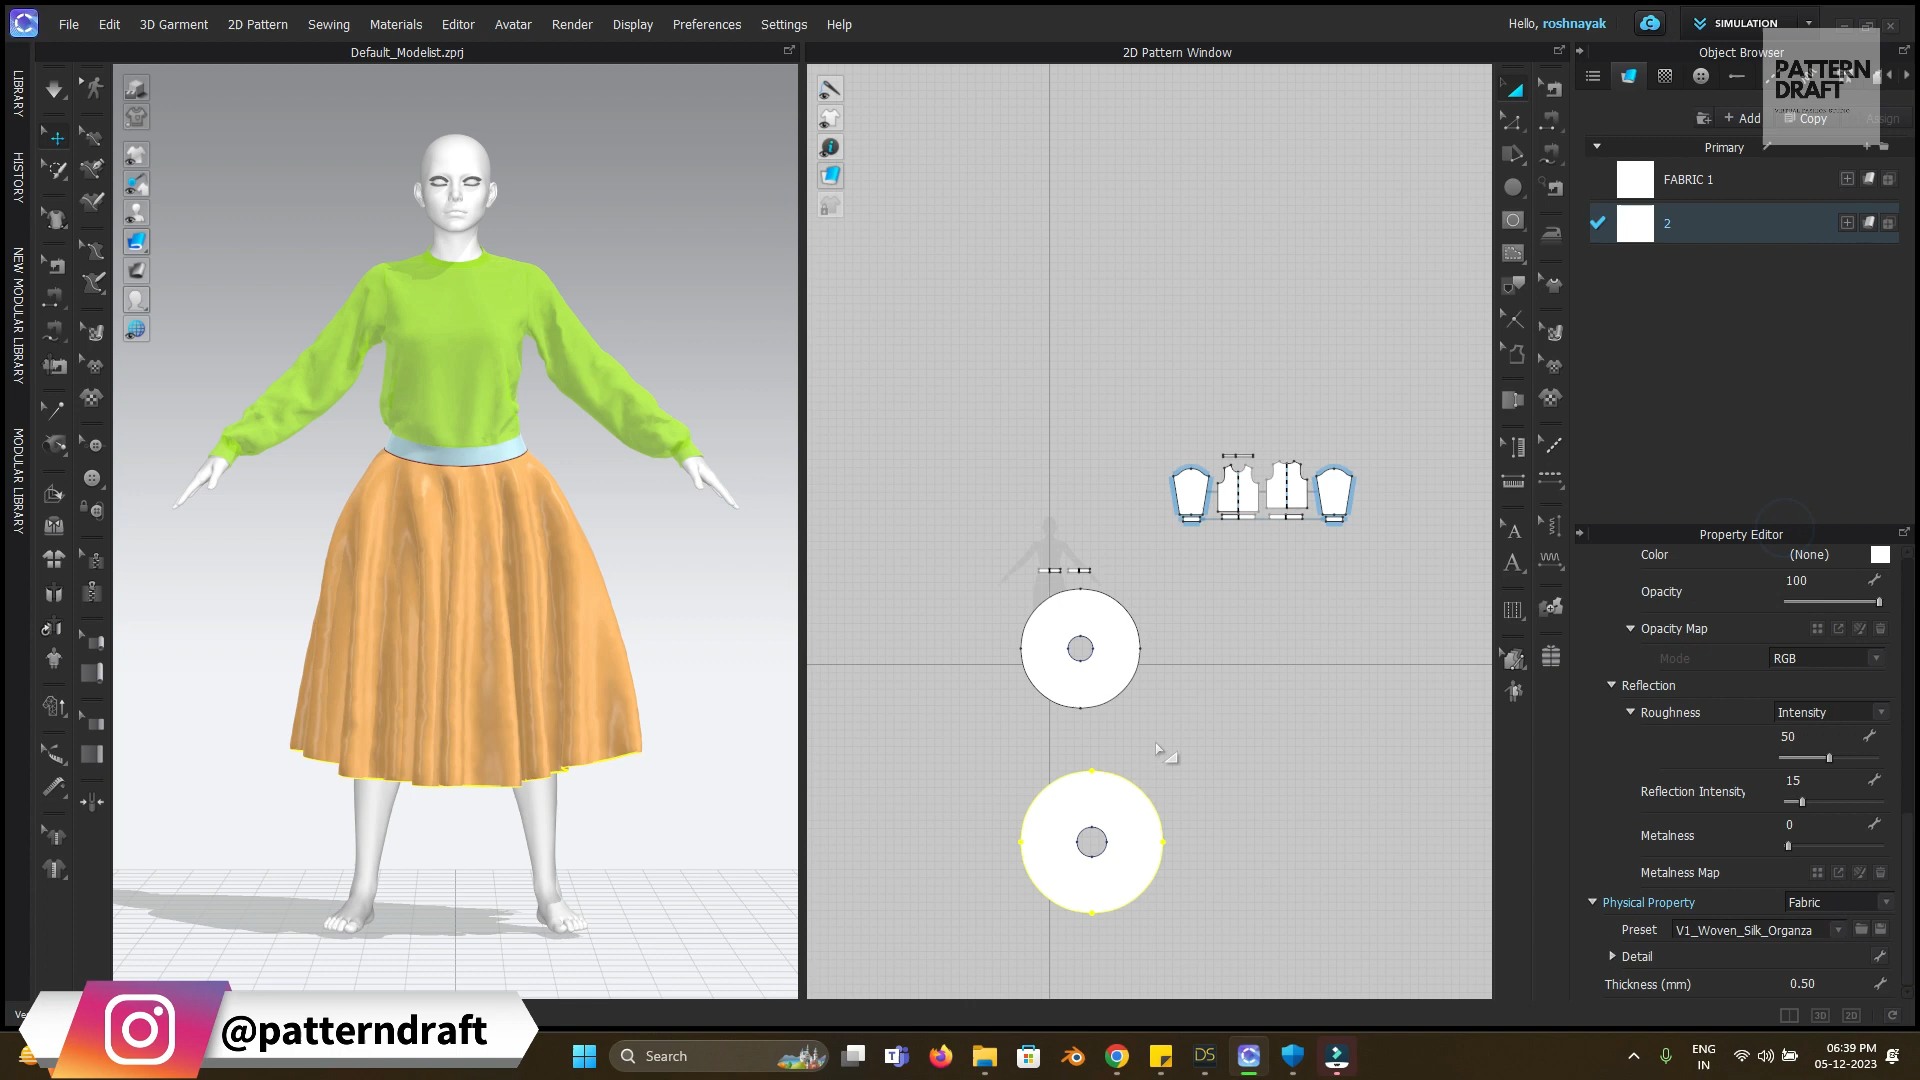 File Edit 3D Garment 2D Pattern Sewing Materials Editor Avatar Render Display Preferences Settings Help
Hello, roshnayak
SIMULATION
Default_Modelist.zprj
2D Pattern Window
Object Browser
LIBRARY
HISTORY
NEW MODULAR LIBRARY
MODULAR LIBRARY
PATTERN
DRAFT
+ Add
Copy
Assign
Primary
FABRIC 1
2
Property Editor
Color (None)
Opacity 100
Opacity Map
Mode RGB
Reflection
Roughness Intensity
50
Reflection Intensity 15
Metalness 0
Metalness Map
Physical Property Fabric
Preset V1_Woven_Silk_Organza
Detail
Thickness (mm) 0.50
3D 2D
@patterndraft
Search
DS
ENG
IN
06:39 PM
05-12-2023